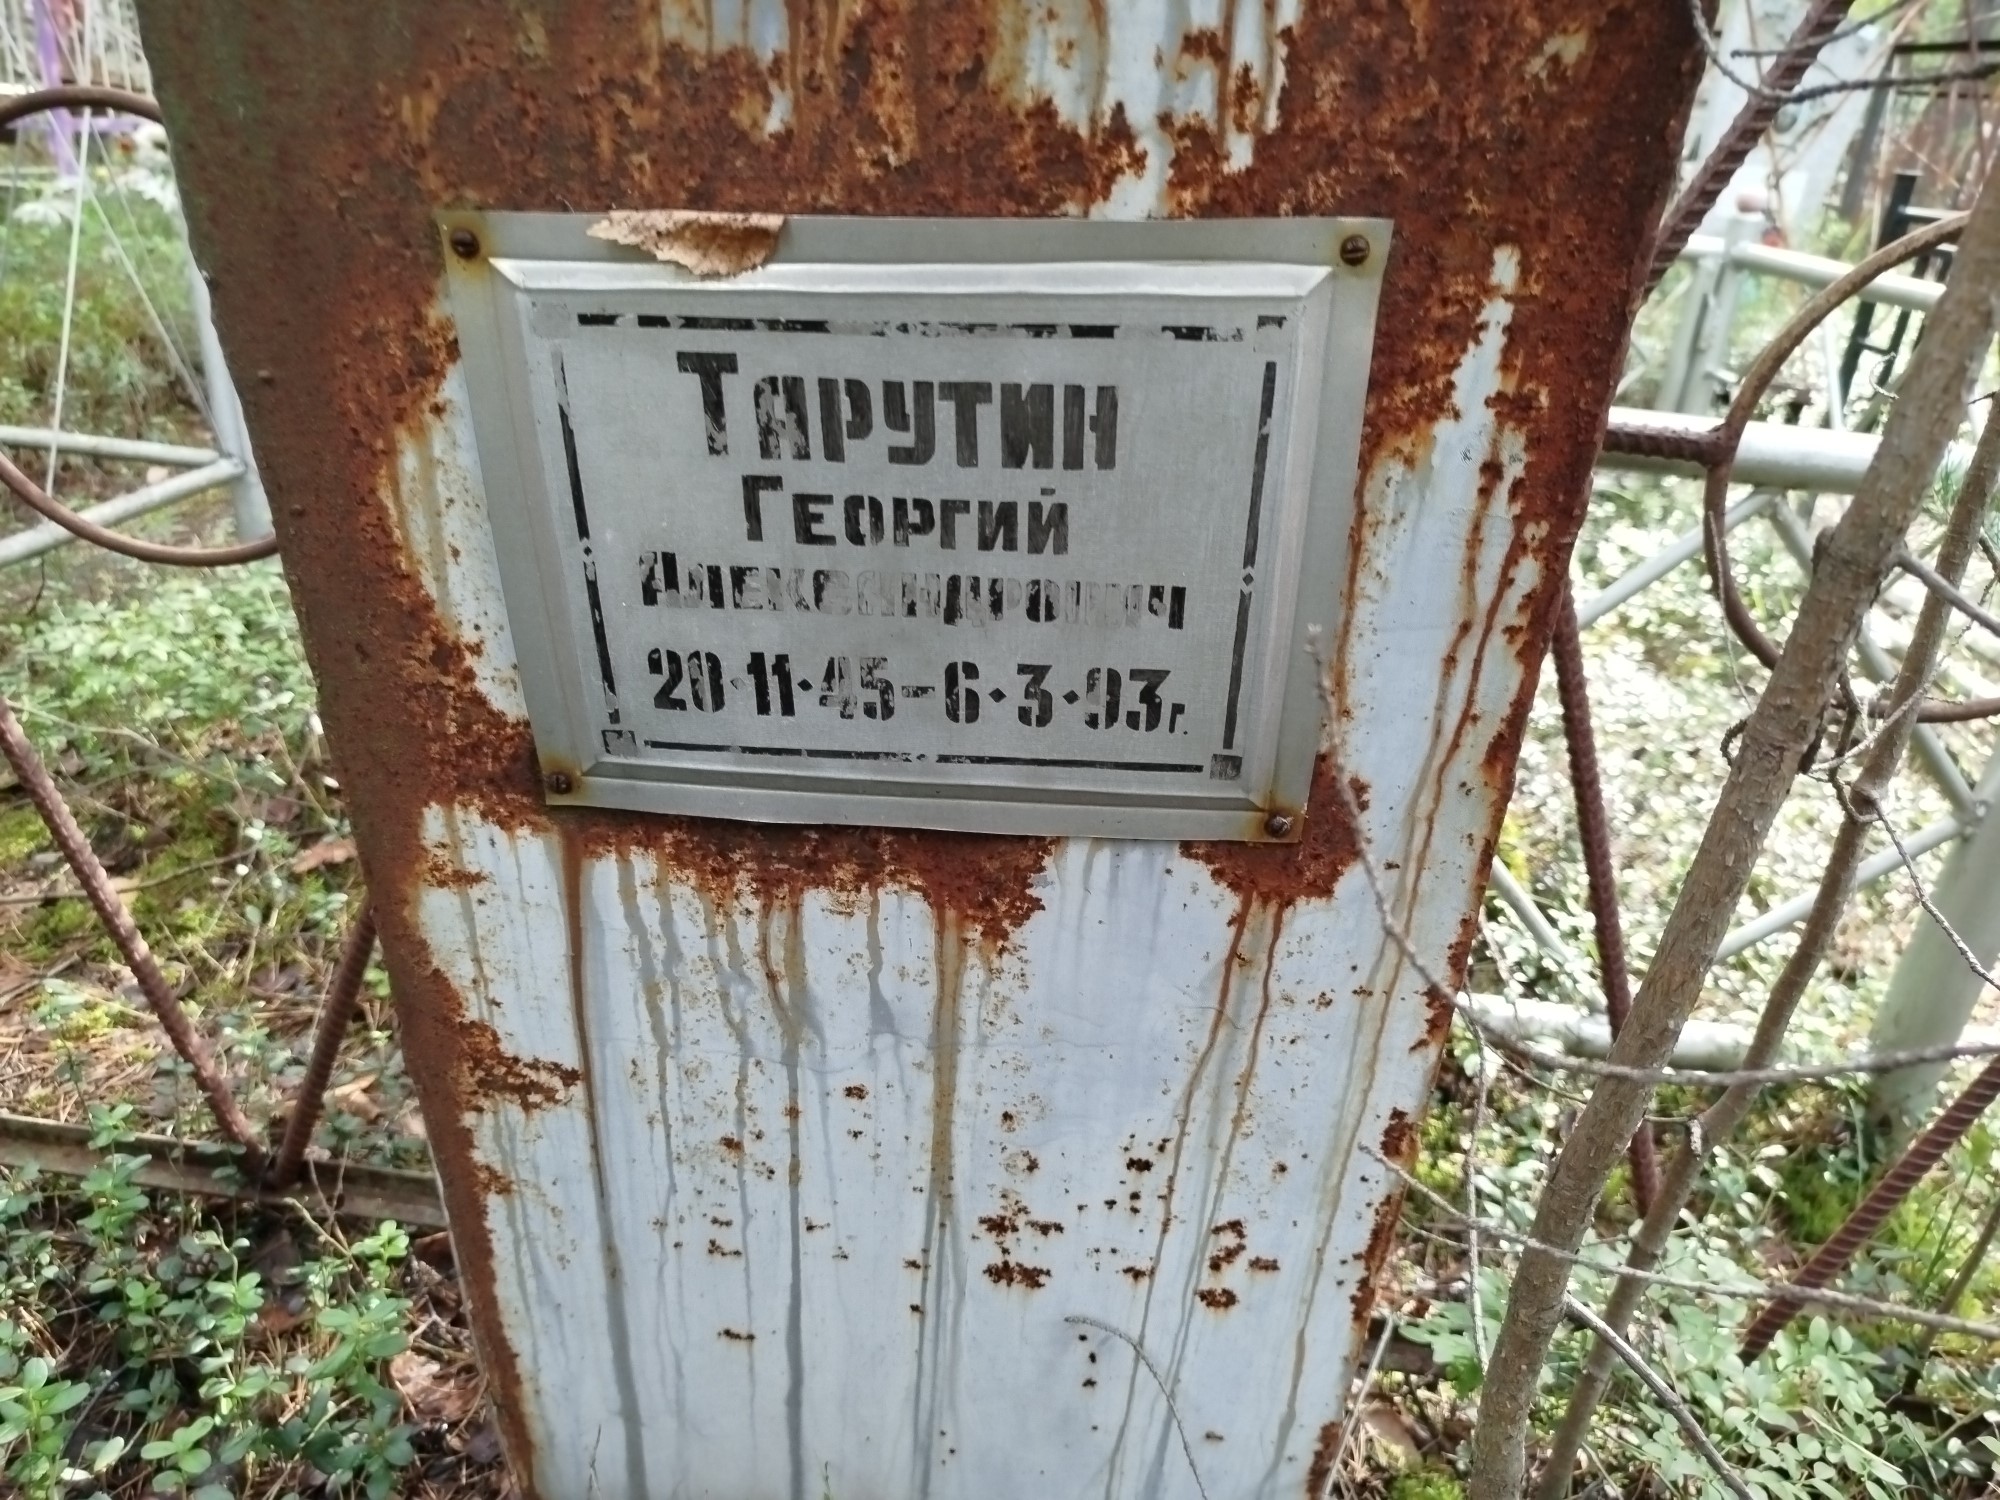 Тарутин
Георгий
Александрович
20·11·45-6·3·93г.